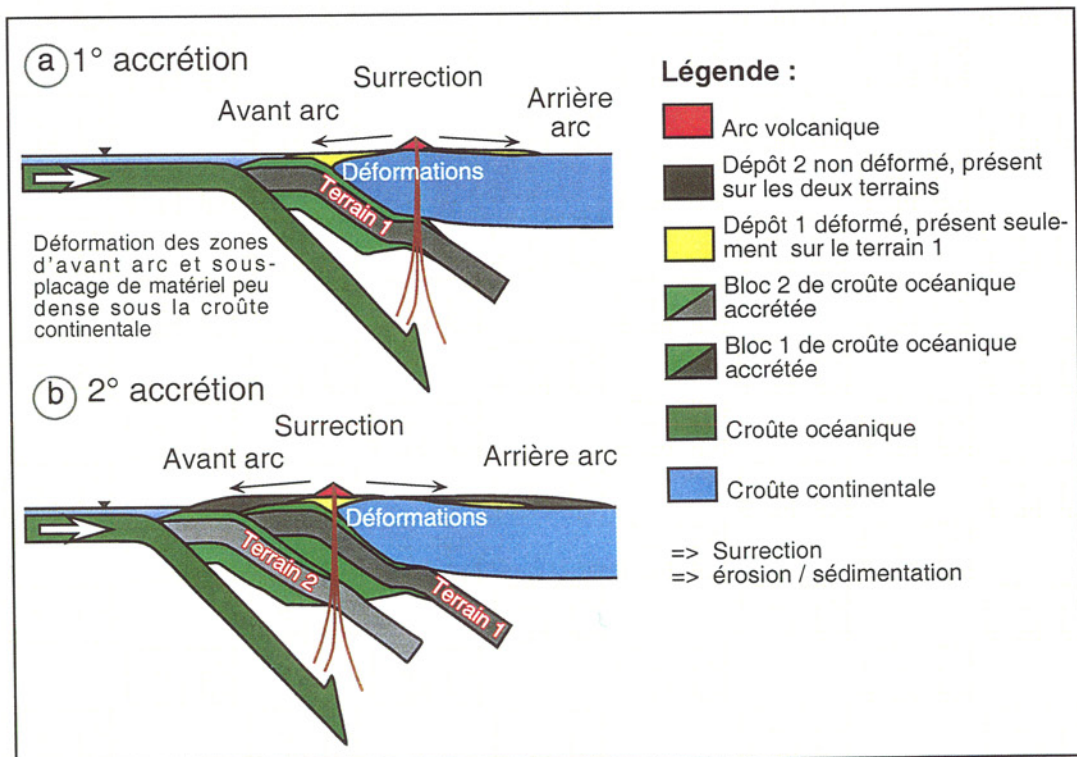 a 1° accrétion
Surrection
Avant arc
Arrière
arc
Déformations
Terrain 1
Déformation des zones
d'avant arc et sous-
placage de matériel peu
dense sous la croûte
continentale
b 2° accrétion
Surrection
Avant arc
Arrière arc
Déformations
Terrain 2
Terrain 1
Légende :
Arc volcanique
Dépôt 2 non déformé, présent
sur les deux terrains
Dépôt 1 déformé, présent seule-
ment sur le terrain 1
Bloc 2 de croûte océanique
accrétée
Bloc 1 de croûte océanique
accrétée
Croûte océanique
Croûte continentale
=> Surrection
=> érosion / sédimentation